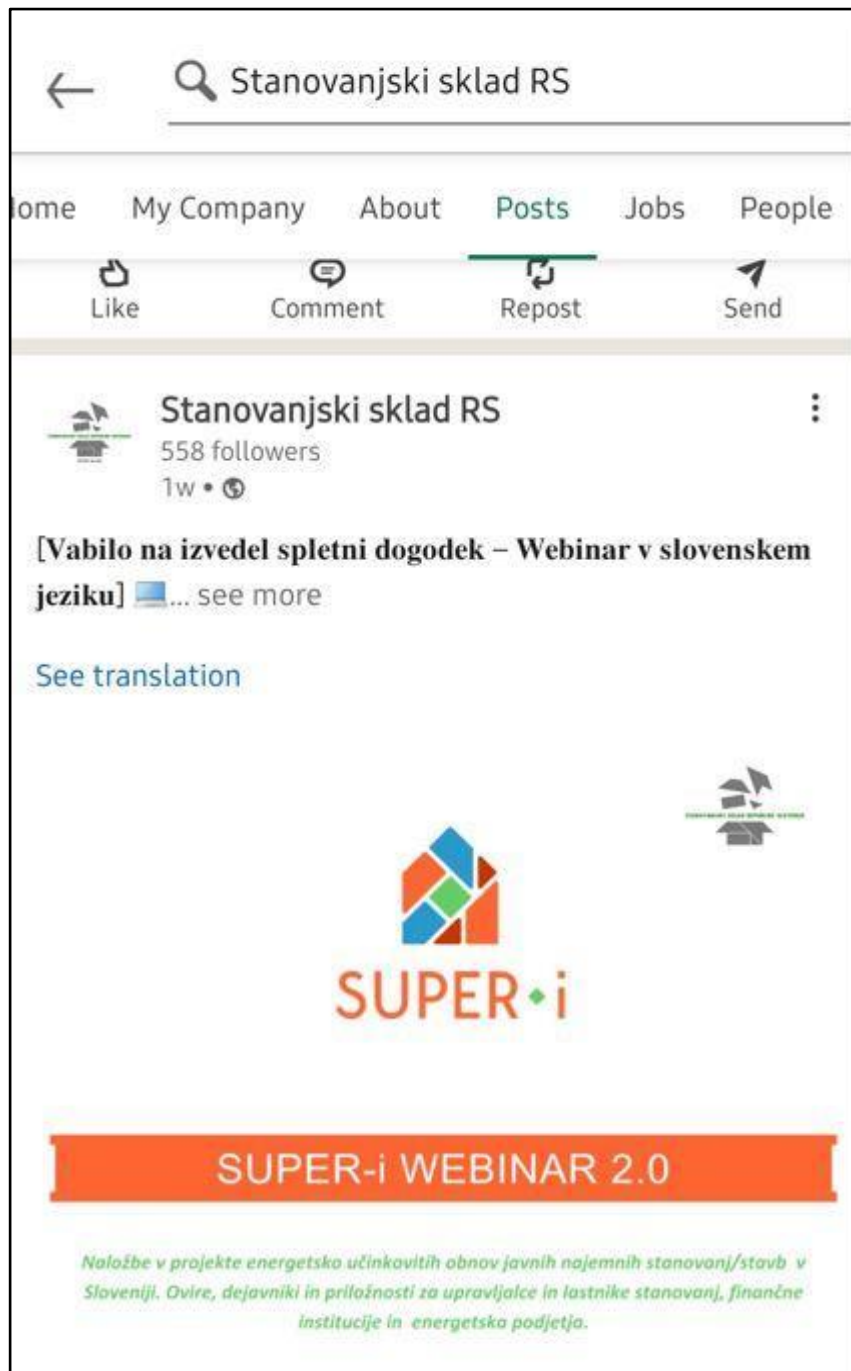 Stanovanjski sklad RS
ome My Company About Posts Jobs People
Like Comment Repost Send
Stanovanjski sklad RS
558 followers
1w •
[Vabilo na izvedel spletni dogodek – Webinar v slovenskem
jeziku] 💻... see more
See translation
SUPER·i
SUPER-i WEBINAR 2.0
Naložbe v projekte energetsko učinkovitih obnov javnih najemnih stanovanj/stavb v
Sloveniji. Ovire, dejavniki in priložnosti za upravljalce in lastnike stanovanj, finančne
institucije in energetska podjetja.